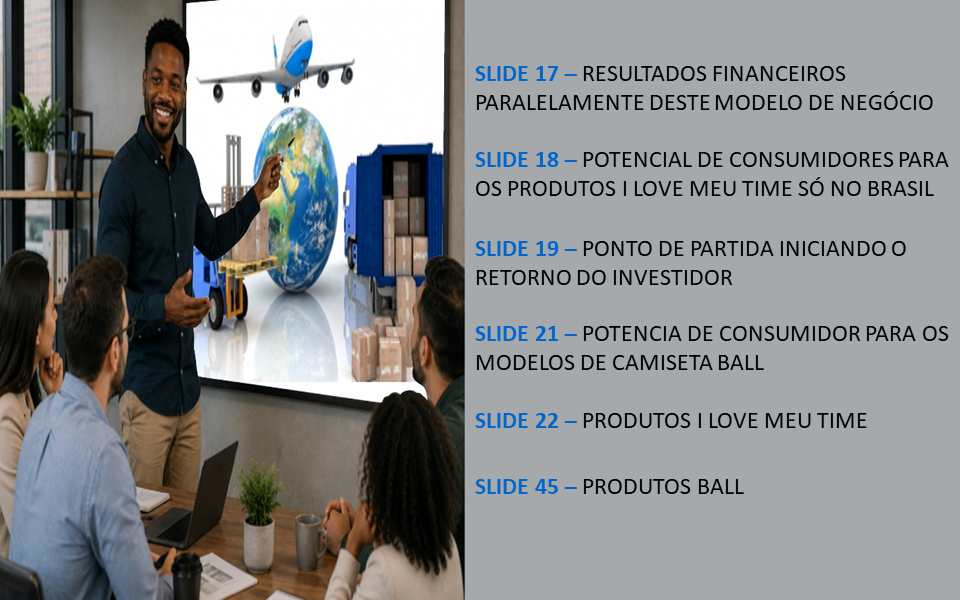 SLIDE 17 – RESULTADOS FINANCEIROS
PARALELAMENTE DESTE MODELO DE NEGÓCIO
SLIDE 18 – POTENCIAL DE CONSUMIDORES PARA
OS PRODUTOS I LOVE MEU TIME SÓ NO BRASIL
SLIDE 19 – PONTO DE PARTIDA INICIANDO O
RETORNO DO INVESTIDOR
SLIDE 21 – POTENCIA DE CONSUMIDOR PARA OS
MODELOS DE CAMISETA BALL
SLIDE 22 – PRODUTOS I LOVE MEU TIME
SLIDE 45 – PRODUTOS BALL